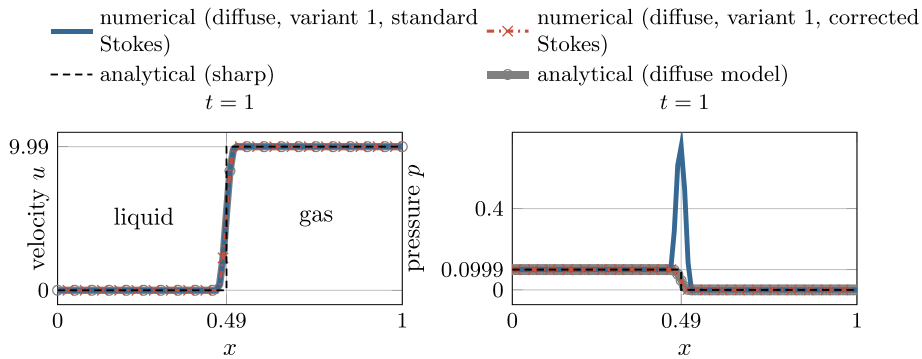 numerical (diffuse, variant 1, standard
Stokes)
numerical (diffuse, variant 1, corrected
Stokes)
analytical (sharp)
analytical (diffuse model)
t = 1
velocity u
9.99
0
liquid
gas
0
0.49
1
x
t = 1
pressure p
0.4
0.0999
0
0
0.49
1
x